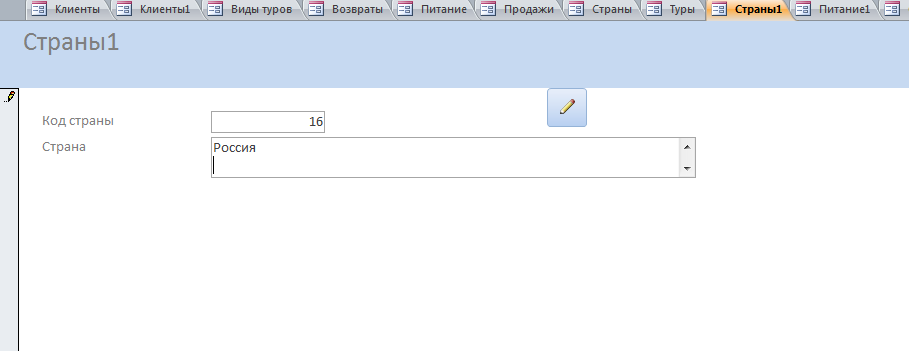 Клиенты Клиенты1 Виды туров Возвраты Питание Продажи Страны Туры Страны1 Питание1
Страны1
Код страны 16
Страна Россия